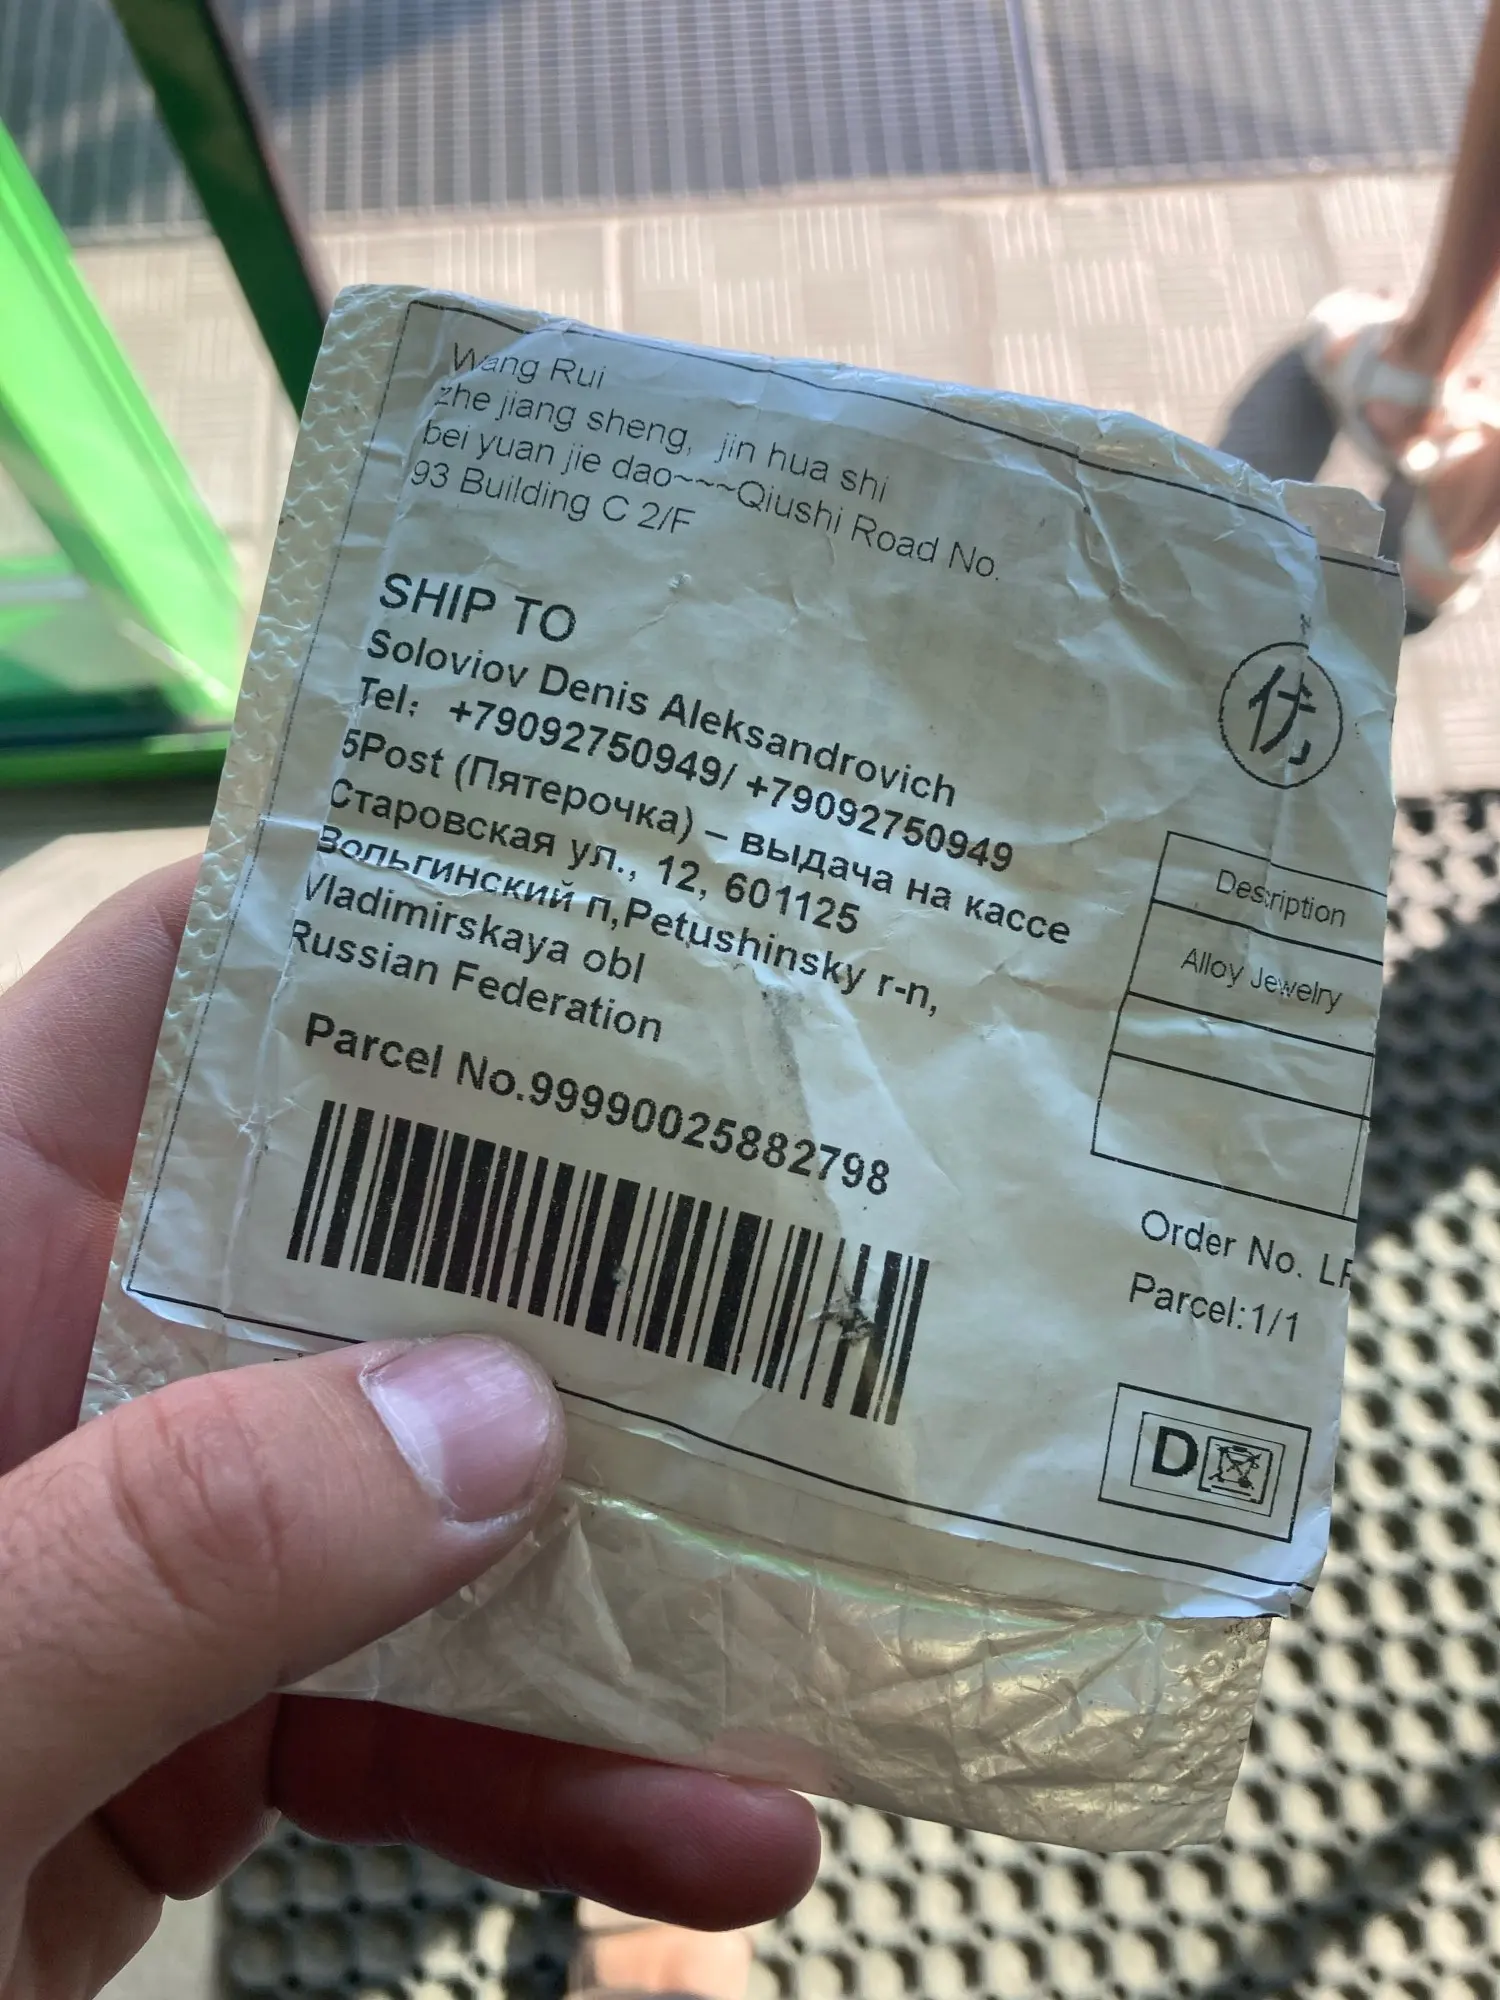 Wang Rui
zhe jiang sheng, jin hua shi
bei yuan jie dao~~~Qiushi Road No.
93 Building C 2/F
SHIP TO
Soloviov Denis Aleksandrovich
Tel: +79092750949/ +79092750949
5Post (Пятерочка) – выдача на кассе
Старовская ул., 12, 601125
Вольгинский п,Petushinsky r-n,
Vladimirskaya obl
Russian Federation
Parcel No.99990025882798
优
Description
Alloy Jewelry
Order No.
Parcel:1/1
D